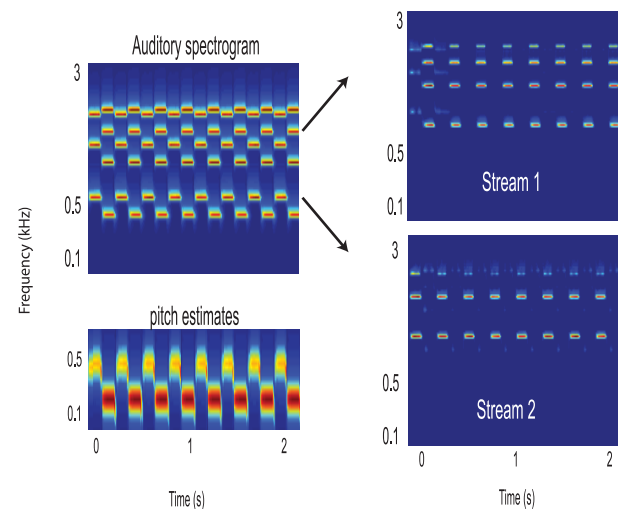 Auditory spectrogram
3
0.5
0.1
Frequency (kHz)
pitch estimates
0.5
0.1
0
1
2
Time (s)
3
0.5
0.1
Stream 1
3
0.5
0.1
Stream 2
0
1
2
Time (s)